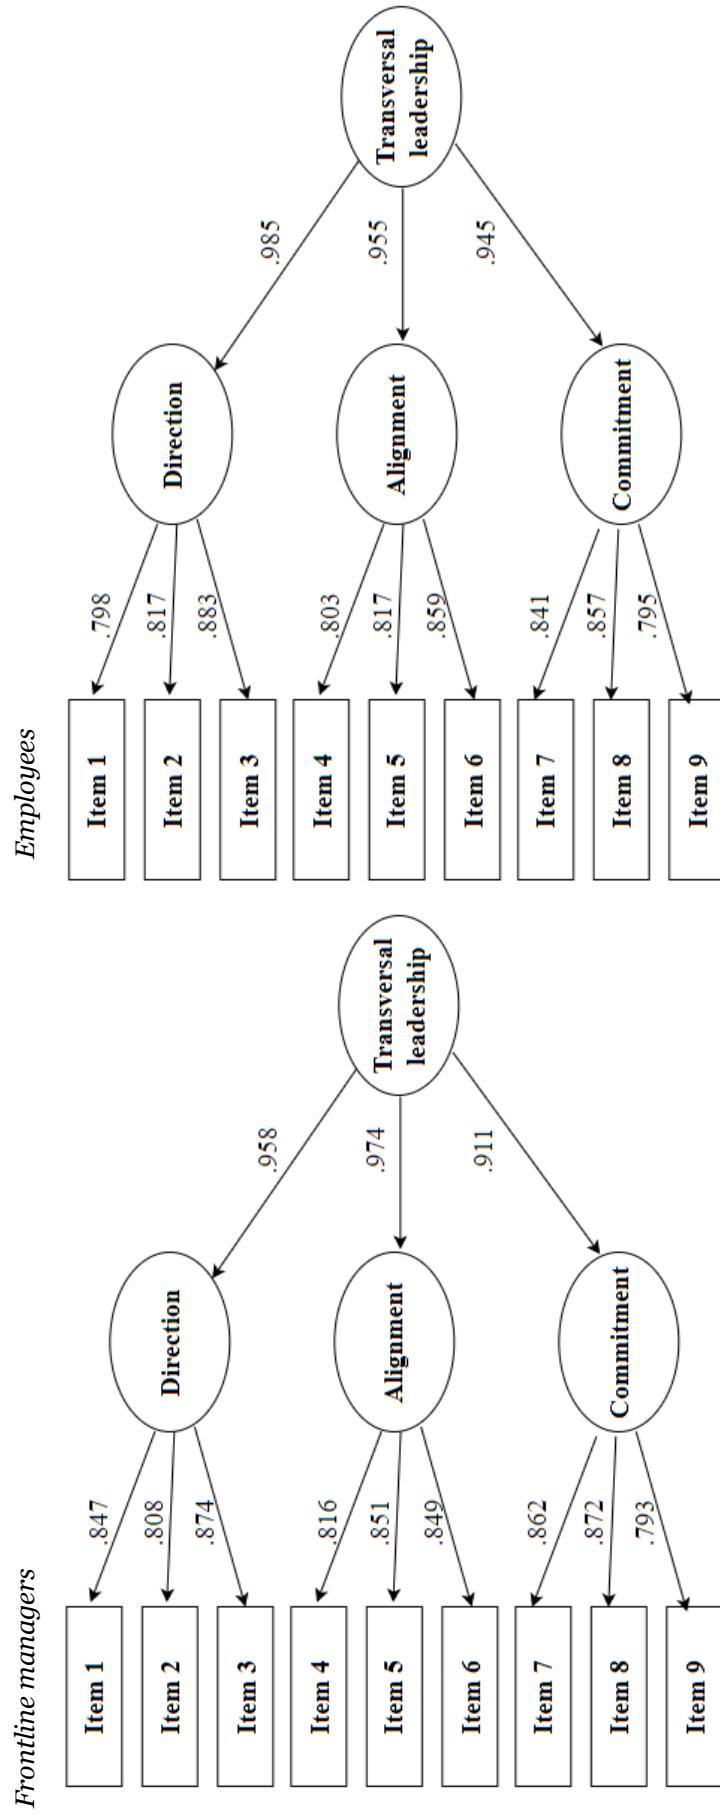 Frontline managers
Item 1
Item 2
Item 3
Item 4
Item 5
Item 6
Item 7
Item 8
Item 9
.847
.808
.874
.816
.851
.849
.862
.872
.793
Direction
Alignment
Commitment
.958
.974
.911
Transversal
leadership
Employees
Item 1
Item 2
Item 3
Item 4
Item 5
Item 6
Item 7
Item 8
Item 9
.798
.817
.883
.803
.817
.859
.841
.857
.795
Direction
Alignment
Commitment
.985
.955
.945
Transversal
leadership